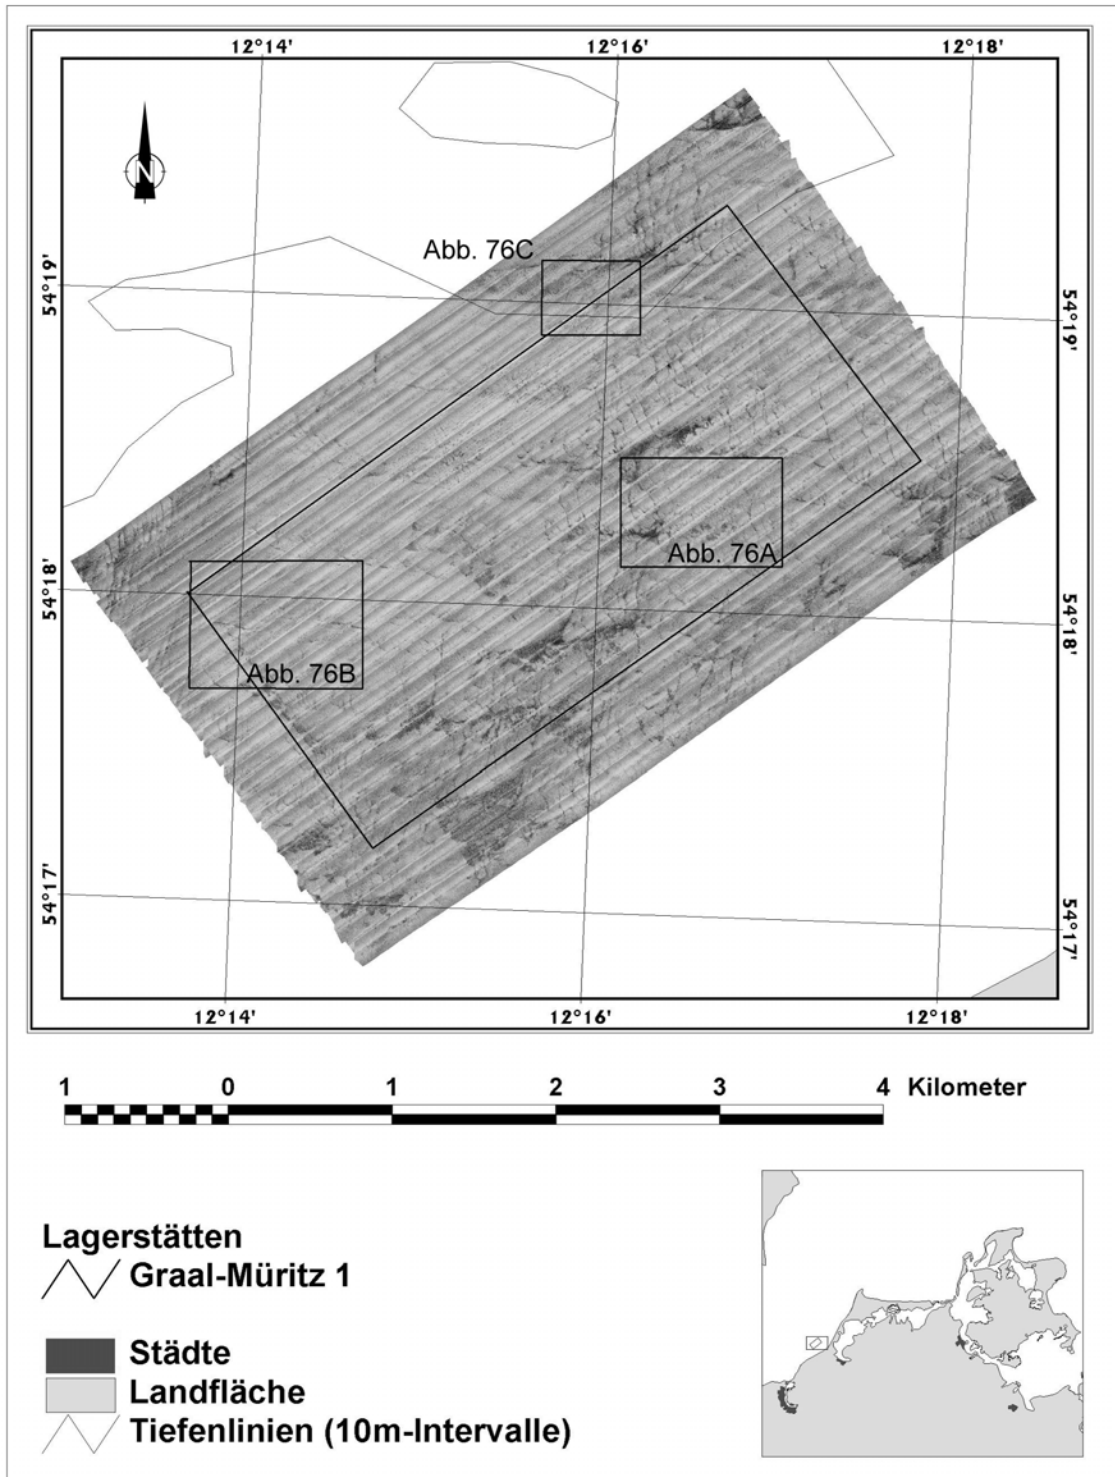 12°14' 12°16' 12°18'
N
Abb. 76C
54°19' 54°19'
Abb. 76A
54°18' 54°18'
Abb. 76B
54°17' 54°17'
12°14' 12°16' 12°18'
1 0 1 2 3 4 Kilometer
Lagerstätten
Graal-Müritz 1
Städte
Landfläche
Tiefenlinien (10m-Intervalle)